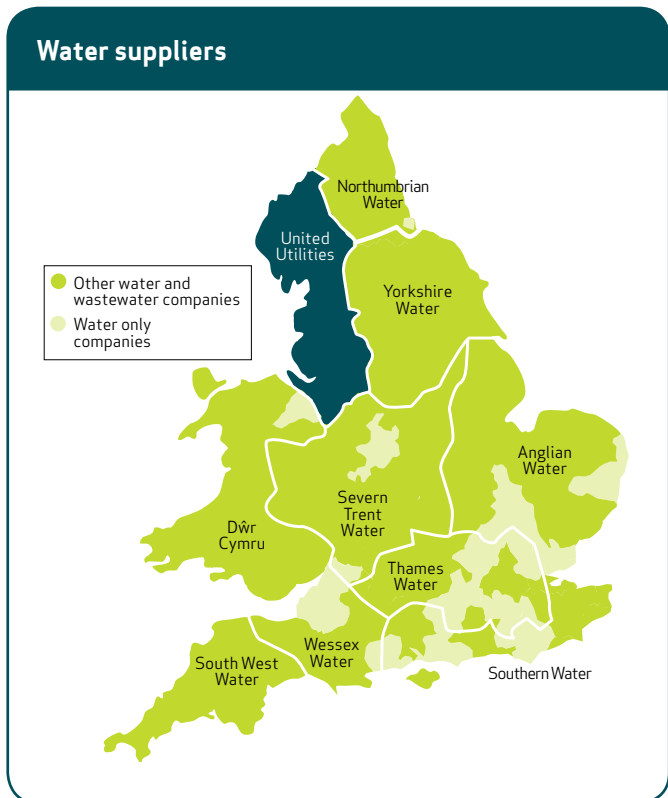 Water suppliers
Northumbrian
Water
United
Utilities
Other water and
wastewater companies
Water only
companies
Yorkshire
Water
Anglian
Water
Severn
Trent
Water
Dŵr
Cymru
Thames
Water
Wessex
Water
South West
Water
Southern Water